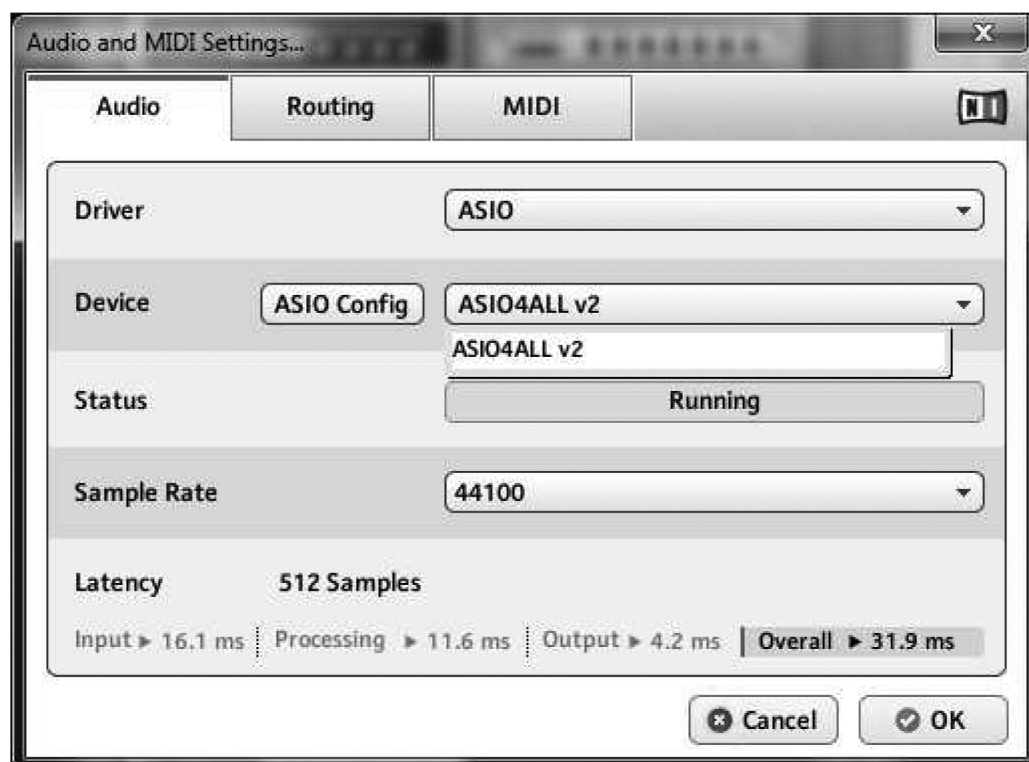 Audio and MIDI Settings...
Audio Routing MIDI NI
Driver ASIO
Device ASIO Config ASIO4ALL v2
ASIO4ALL v2
Status Running
Sample Rate 44100
Latency 512 Samples
Input ▸ 16.1 ms Processing ▸ 11.6 ms Output ▸ 4.2 ms Overall ▸ 31.9 ms
Cancel OK